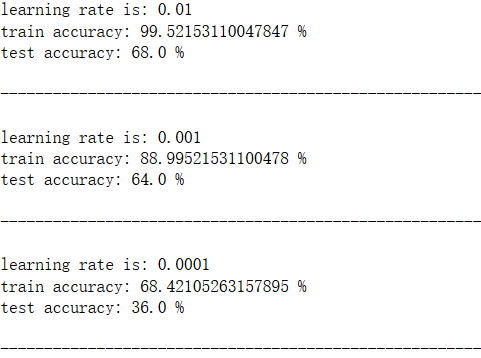 learning rate is: 0.01
train accuracy: 99.52153110047847 %
test accuracy: 68.0 %
-------------------------------------------------------
learning rate is: 0.001
train accuracy: 88.99521531100478 %
test accuracy: 64.0 %
-------------------------------------------------------
learning rate is: 0.0001
train accuracy: 68.42105263157895 %
test accuracy: 36.0 %
-------------------------------------------------------